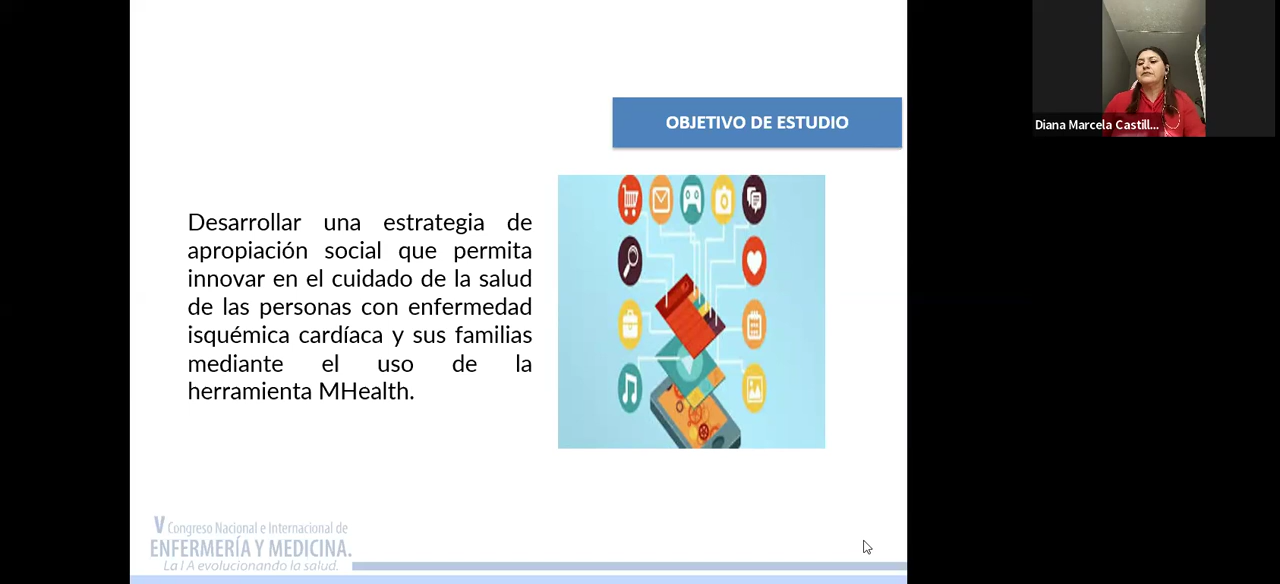 OBJETIVO DE ESTUDIO
Desarrollar una estrategia de
apropiación social que permita
innovar en el cuidado de la salud
de las personas con enfermedad
isquémica cardíaca y sus familias
mediante el uso de la
herramienta MHealth.
V Congreso Nacional e Internacional de
ENFERMERÍA Y MEDICINA.
La IA evolucionando la salud.
Diana Marcela Castill...